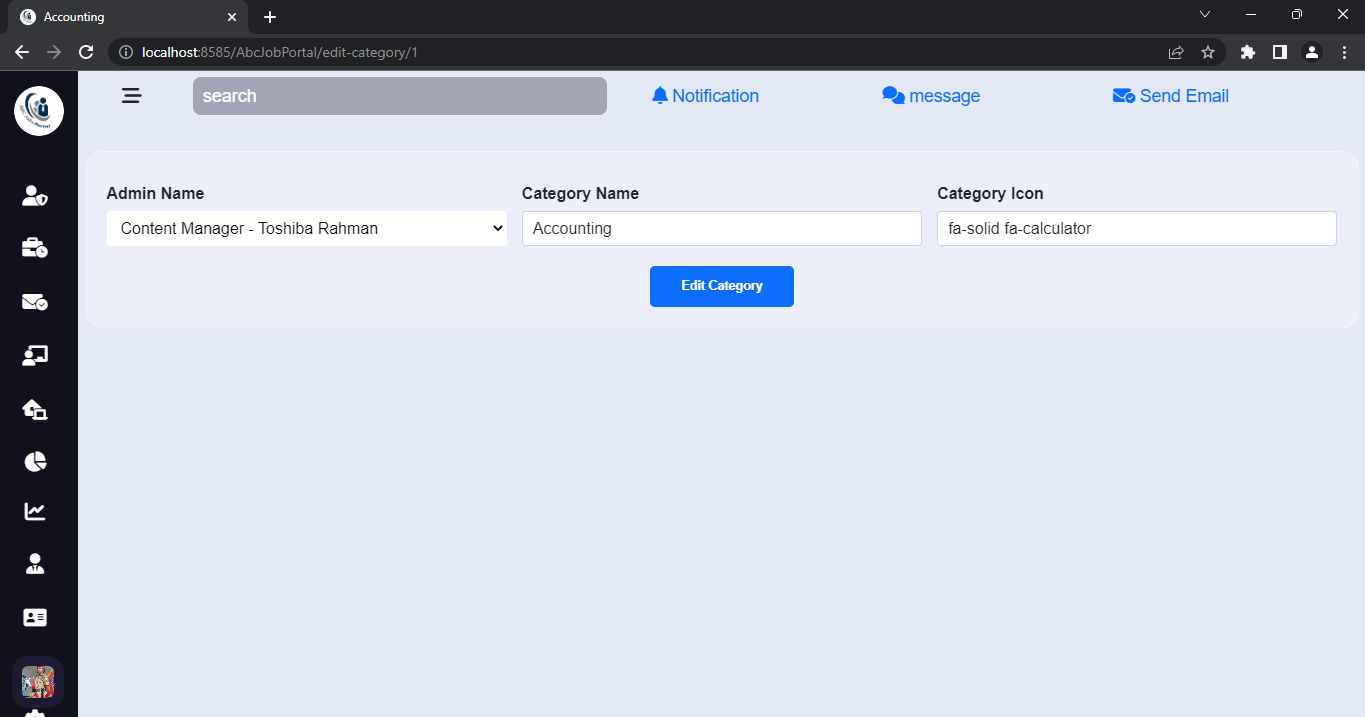 Accounting
localhost:8585/AbcJobPortal/edit-category/1
search
Notification
message
Send Email
Admin Name
Category Name
Category Icon
Content Manager - Toshiba Rahman
Accounting
fa-solid fa-calculator
Edit Category